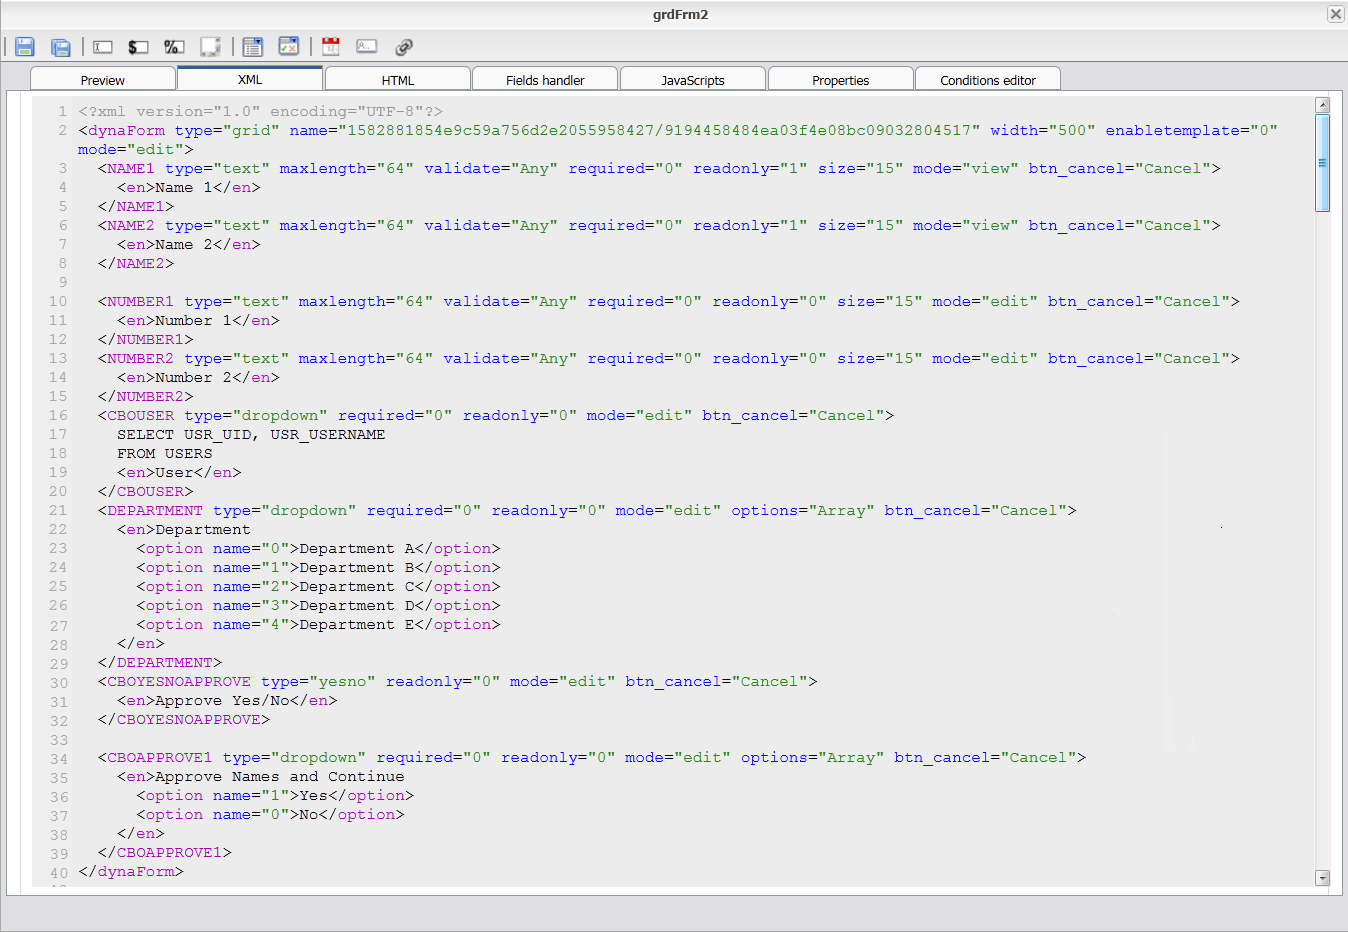 grdFrm2
Preview XML HTML Fields handler JavaScripts Properties Conditions editor
1 <?xml version="1.0" encoding="UTF-8"?>
2 <dynaForm type="grid" name="1582881854e9c59a756d2e2055958427/9194458484ea03f4e08bc09032804517" width="500" enabletemplate="0"
mode="edit">
3 <NAME1 type="text" maxlength="64" validate="Any" required="0" readonly="1" size="15" mode="view" btn_cancel="Cancel">
4 <en>Name 1</en>
5 </NAME1>
6 <NAME2 type="text" maxlength="64" validate="Any" required="0" readonly="1" size="15" mode="view" btn_cancel="Cancel">
7 <en>Name 2</en>
8 </NAME2>
9
10 <NUMBER1 type="text" maxlength="64" validate="Any" required="0" readonly="0" size="15" mode="edit" btn_cancel="Cancel">
11 <en>Number 1</en>
12 </NUMBER1>
13 <NUMBER2 type="text" maxlength="64" validate="Any" required="0" readonly="0" size="15" mode="edit" btn_cancel="Cancel">
14 <en>Number 2</en>
15 </NUMBER2>
16 <CBOUSER type="dropdown" required="0" readonly="0" mode="edit" btn_cancel="Cancel">
17 SELECT USR_UID, USR_USERNAME
18 FROM USERS
19 <en>User</en>
20 </CBOUSER>
21 <DEPARTMENT type="dropdown" required="0" readonly="0" mode="edit" options="Array" btn_cancel="Cancel">
22 <en>Department
23 <option name="0">Department A</option>
24 <option name="1">Department B</option>
25 <option name="2">Department C</option>
26 <option name="3">Department D</option>
27 <option name="4">Department E</option>
28 </en>
29 </DEPARTMENT>
30 <CBOYESNOAPPROVE type="yesno" readonly="0" mode="edit" btn_cancel="Cancel">
31 <en>Approve Yes/No</en>
32 </CBOYESNOAPPROVE>
33
34 <CBOAPPROVE1 type="dropdown" required="0" readonly="0" mode="edit" options="Array" btn_cancel="Cancel">
35 <en>Approve Names and Continue
36 <option name="1">Yes</option>
37 <option name="0">No</option>
38 </en>
39 </CBOAPPROVE1>
40 </dynaForm>